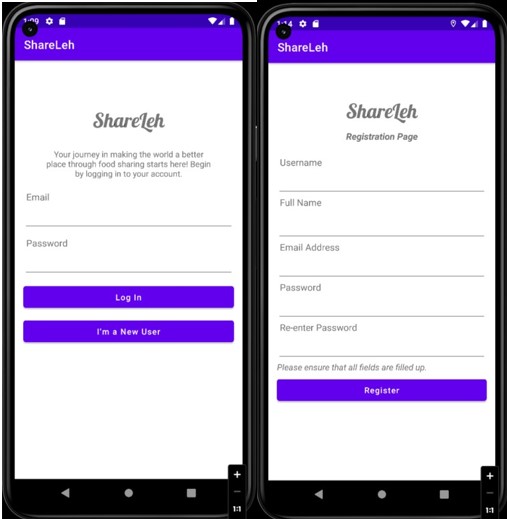 1:09
ShareLeh
ShareLeh
Your journey in making the world a better
place through food sharing starts here! Begin
by logging in to your account.
Email
Password
Log In
I'm a New User
1:1
1:14
ShareLeh
ShareLeh
Registration Page
Username
Full Name
Email Address
Password
Re-enter Password
Please ensure that all fields are filled up.
Register
1:1